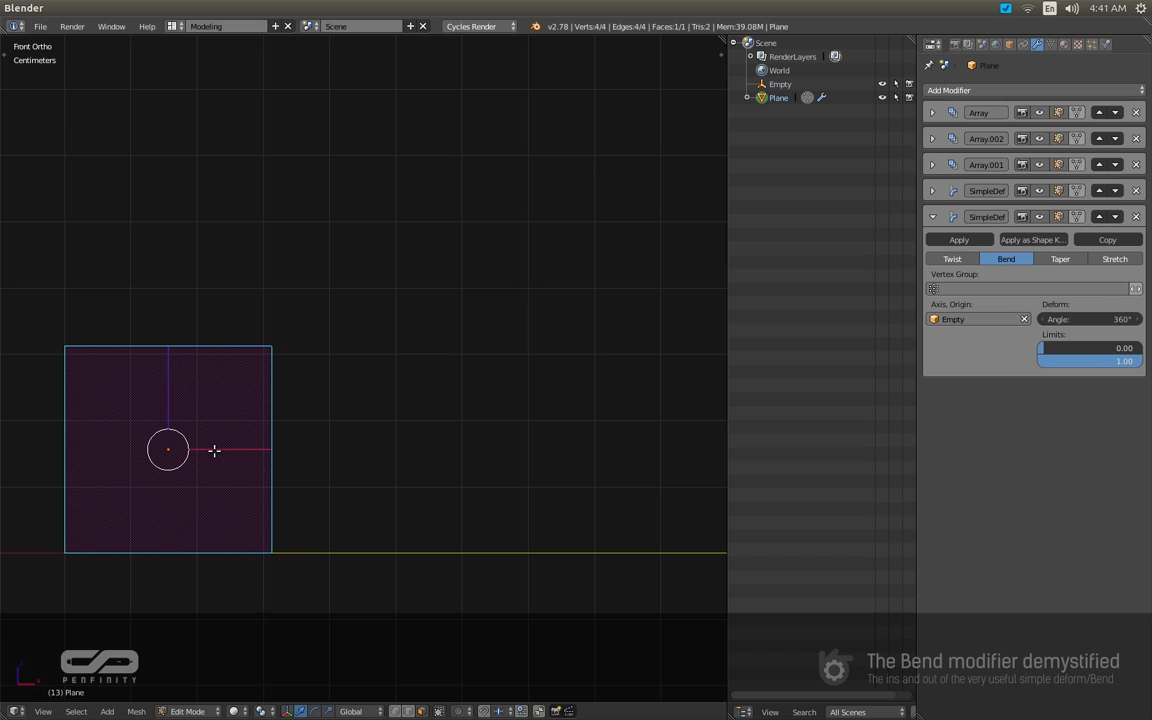 Blender
En
4:41 AM
File
Render
Window
Help
Modeling
Scene
Cycles Render
v2.78 | Verts:4/4 | Edges:4/4 | Faces:1/1 | Tris:2 | Mem:39.08M | Plane
Front Ortho
Centimeters
Scene
RenderLayers
World
Empty
Plane
Plane
Add Modifier
Array
Array.002
Array.001
SimpleDef
SimpleDef
Apply
Apply as Shape K...
Copy
Twist
Bend
Taper
Stretch
Vertex Group:
Axis, Origin:
Deform:
Empty
Angle:
360°
Limits:
0.00
1.00
PENFINITY
The Bend modifier demystified
The ins and out of the very useful simple deform/Bend
(13) Plane
View
Select
Add
Mesh
Edit Mode
Global
View
Search
All Scenes